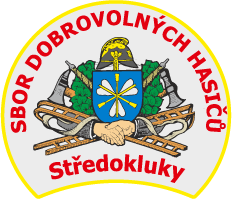 SBOR DOBROVOLNÝCH HASIČŮ
Středokluky